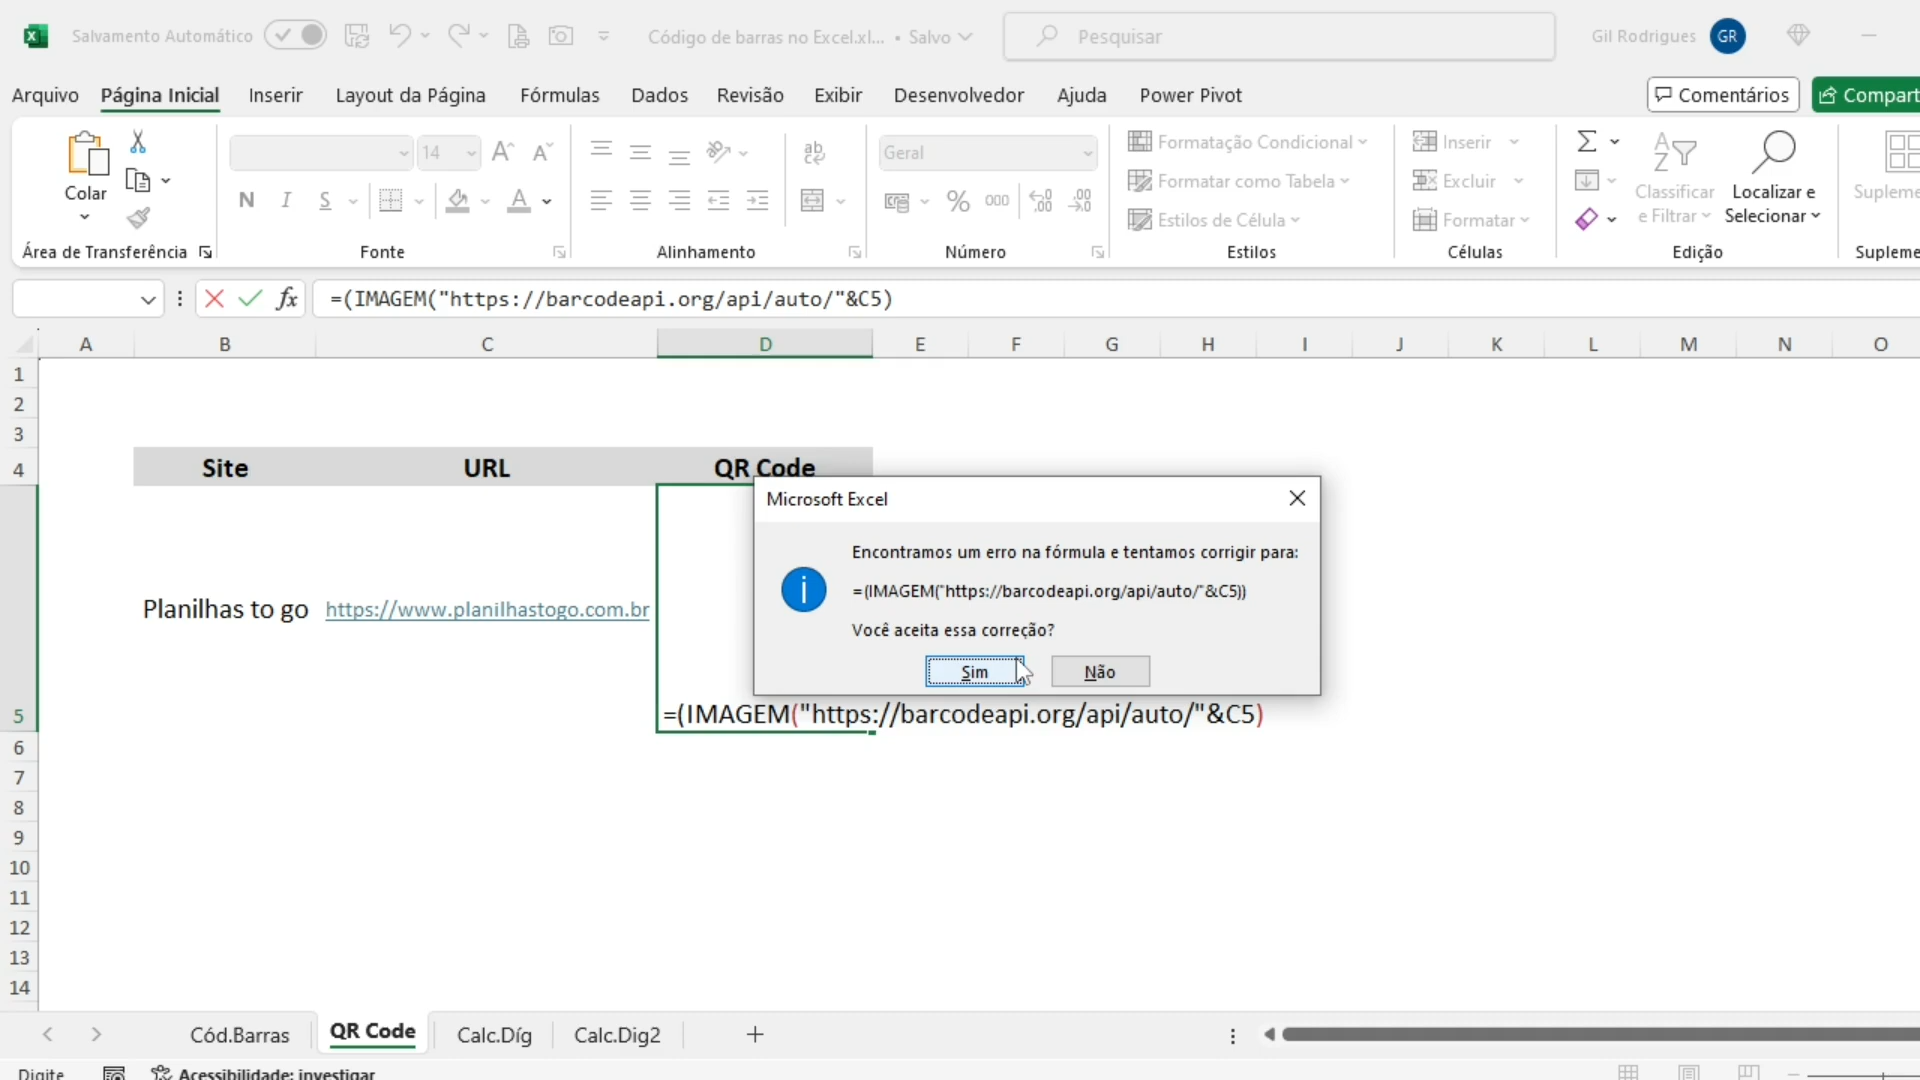 Salvamento Automático
Código de barras no Excel.xl... • Salvo
Pesquisar
Gil Rodrigues
GR
Arquivo
Página Inicial
Inserir
Layout da Página
Fórmulas
Dados
Revisão
Exibir
Desenvolvedor
Ajuda
Power Pivot
Comentários
Compart
Colar
Área de Transferência
14
N I S
Fonte
ab
Alinhamento
Geral
% 000
Número
Formatação Condicional
Formatar como Tabela
Estilos de Célula
Estilos
Inserir
Excluir
Formatar
Células
Classificar
e Filtrar
Localizar e
Selecionar
Edição
Supleme
Supleme
fx
=(IMAGEM("https://barcodeapi.org/api/auto/"&C5)
A B C D E F G H I J K L M N O
1
2
3
4 Site URL QR Code
Microsoft Excel
Encontramos um erro na fórmula e tentamos corrigir para:
=(IMAGEM("https://barcodeapi.org/api/auto/"&C5))
Você aceita essa correção?
Sim Não
Planilhas to go https://www.planilhastogo.com.br
5 =(IMAGEM("https://barcodeapi.org/api/auto/"&C5)
6
7
8
9
10
11
12
13
14
Cód.Barras
QR Code
Calc.Díg
Calc.Dig2
Digite
Acessibilidade: investigar